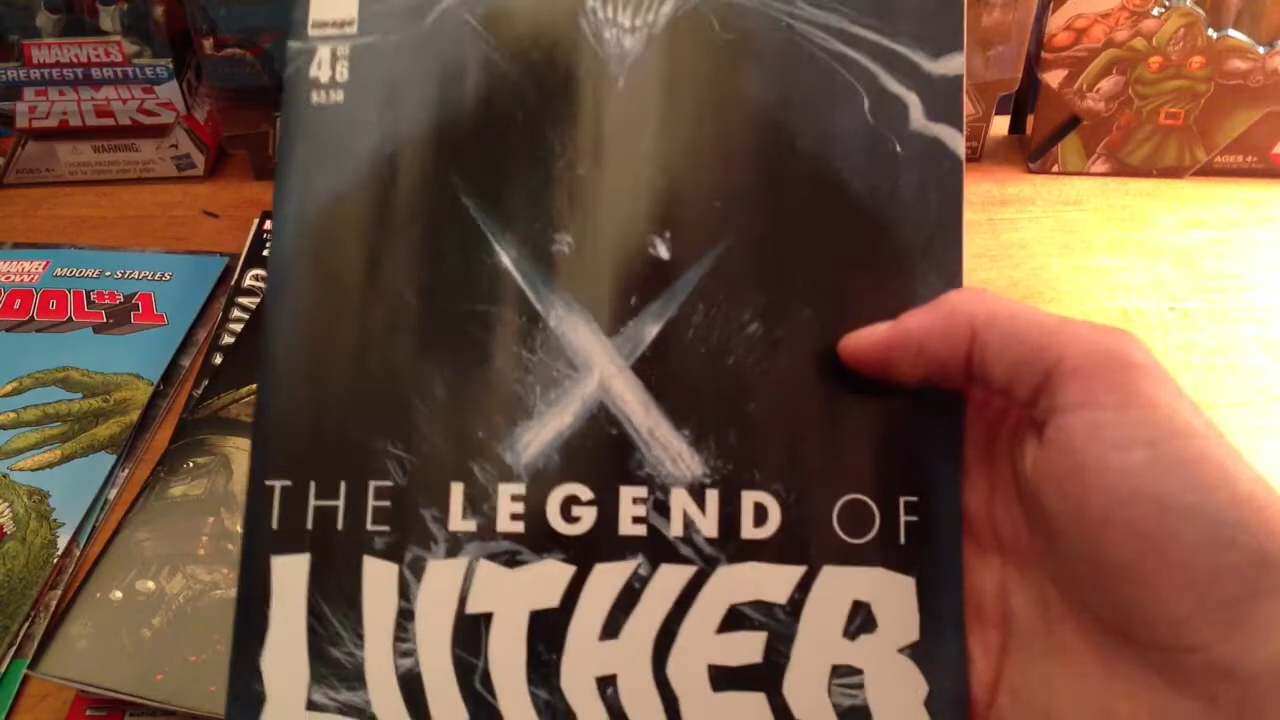 MARVEL'S
GREATEST BATTLES
COMIC
PACKS
WARNING:
AGES 4+
image
4 OF 6
$3.50
AGES 4+
MARVEL
NOW!
MOORE • STAPLES
POOL #1
THE LEGEND OF
LUTHER